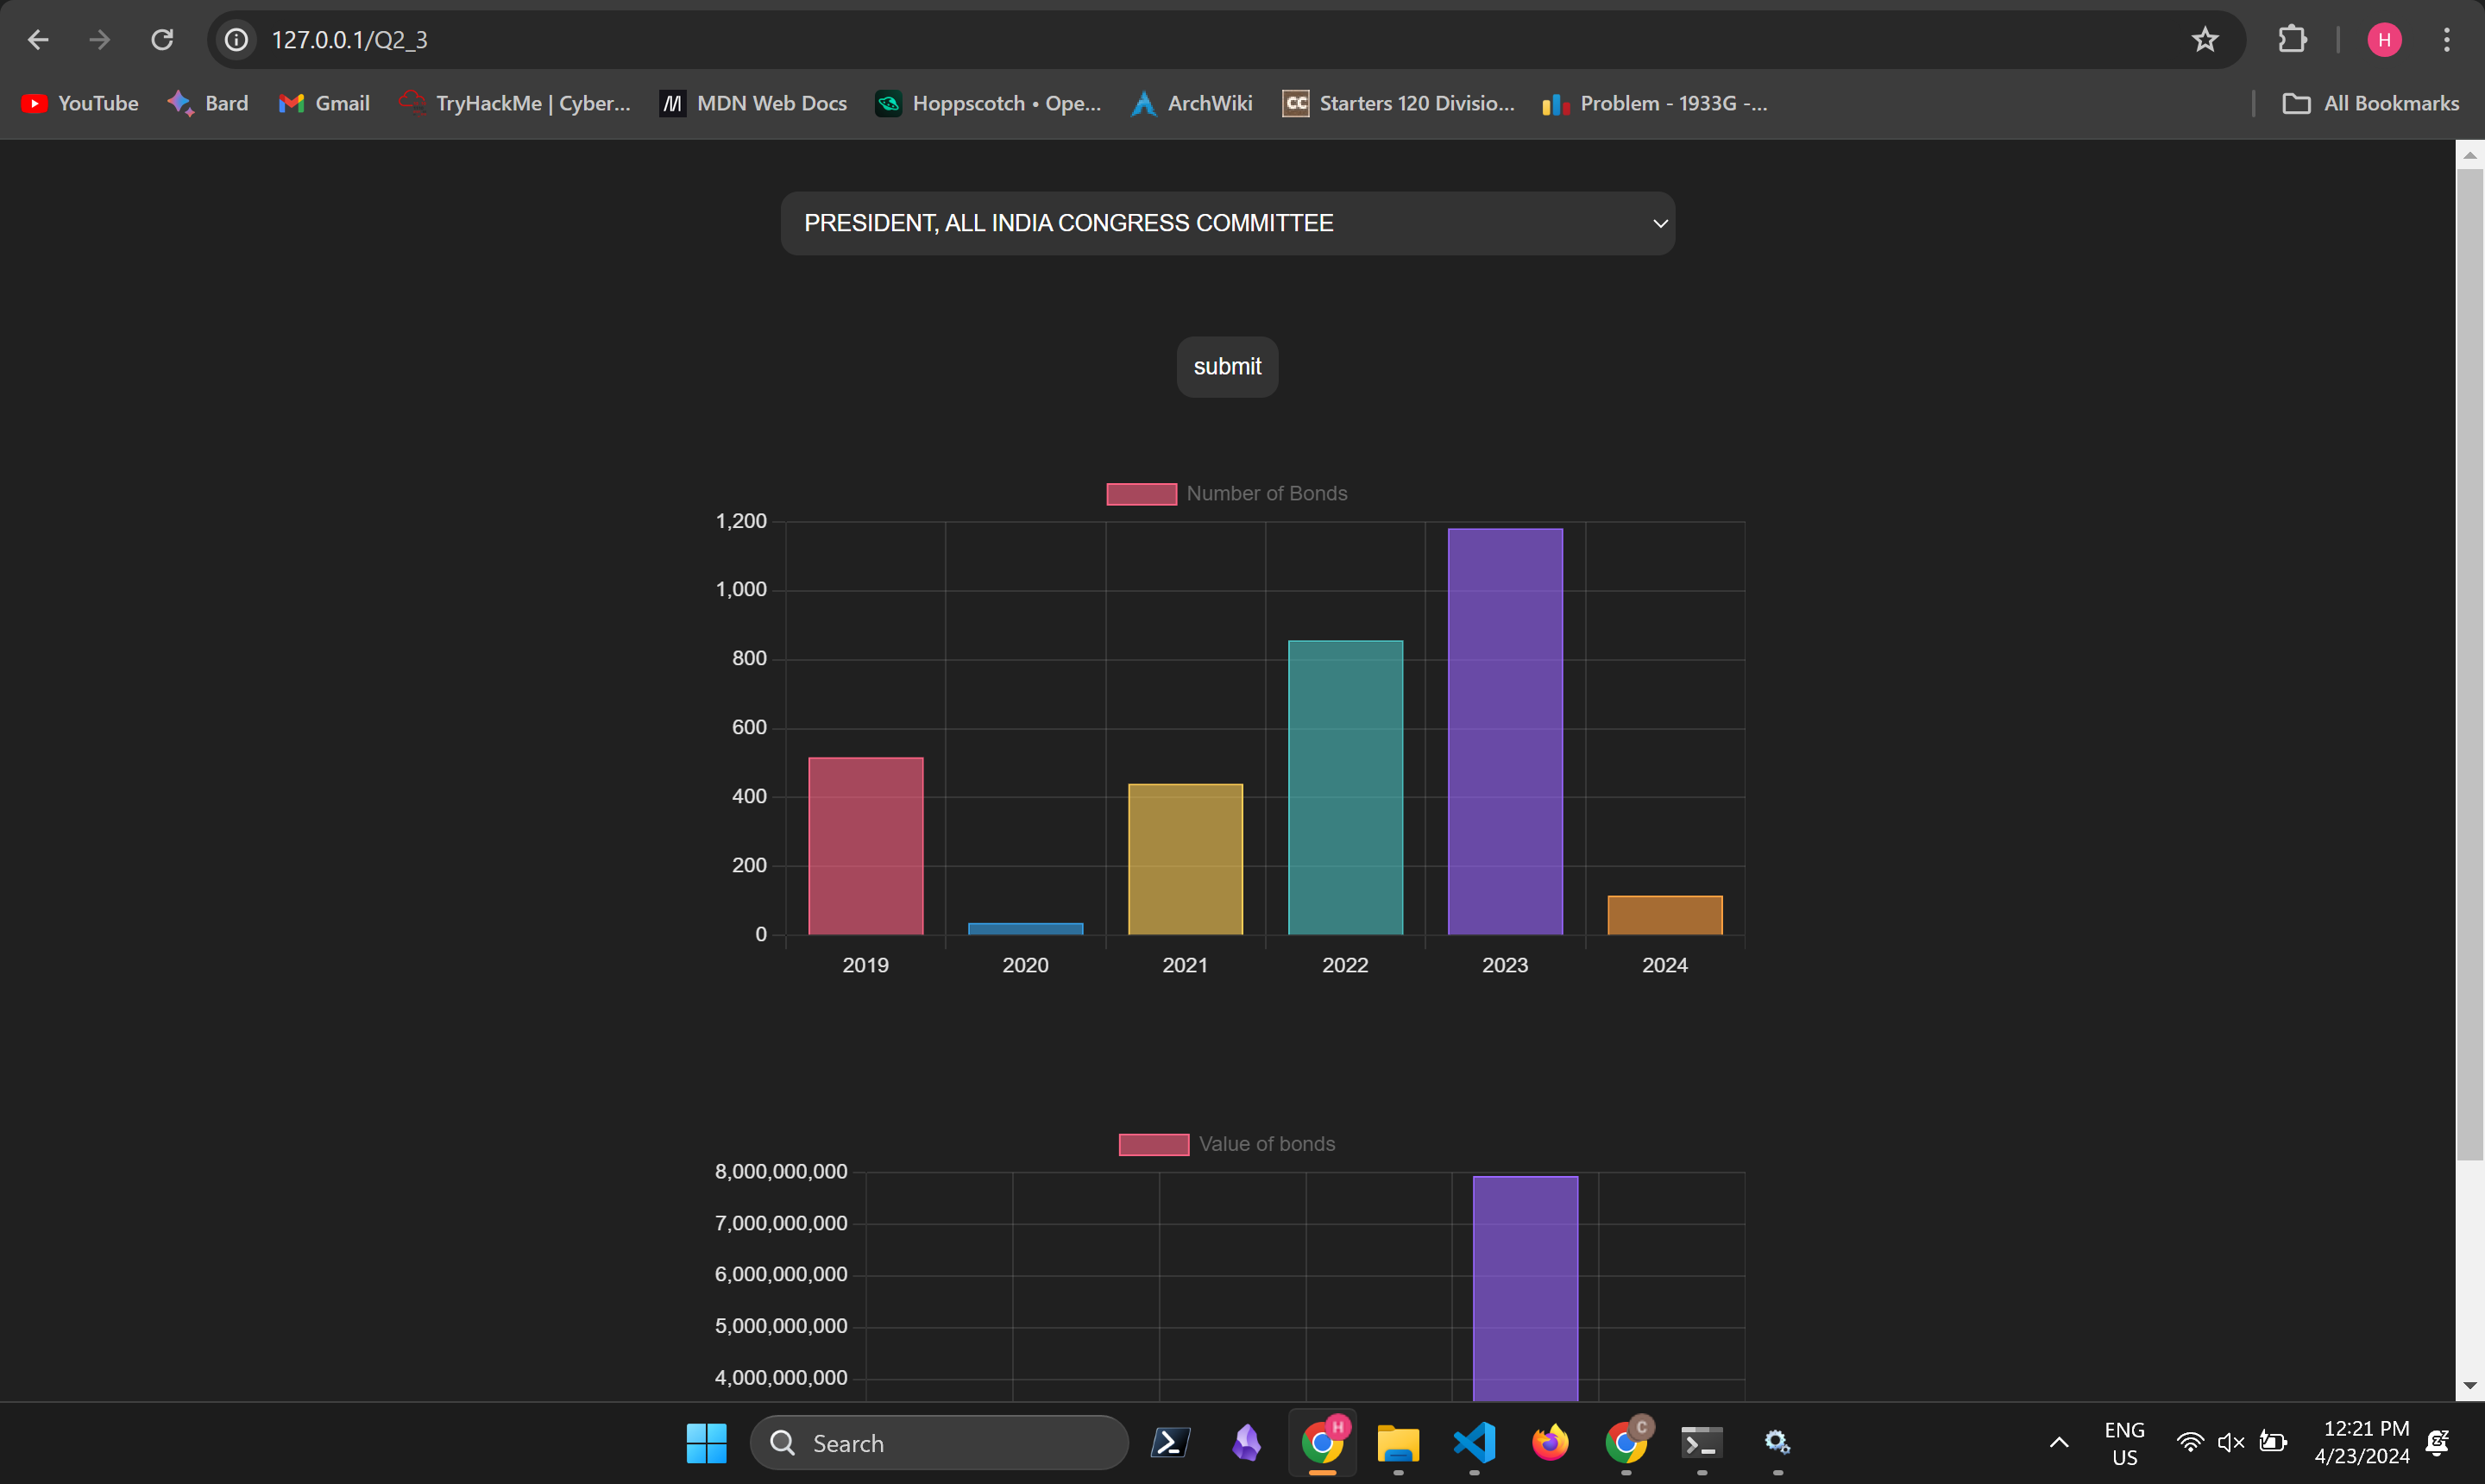 127.0.0.1/Q2_3
H
YouTube
Bard
Gmail
TryHackMe | Cyber...
MDN Web Docs
Hoppscotch • Ope...
ArchWiki
CC
Starters 120 Divisio...
Problem - 1933G -...
All Bookmarks
PRESIDENT, ALL INDIA CONGRESS COMMITTEE
submit
Number of Bonds
1,200
1,000
800
600
400
200
0
2019 2020 2021 2022 2023 2024
Value of bonds
8,000,000,000
7,000,000,000
6,000,000,000
5,000,000,000
4,000,000,000
Search
H
C
ENG
US
12:21 PM
4/23/2024